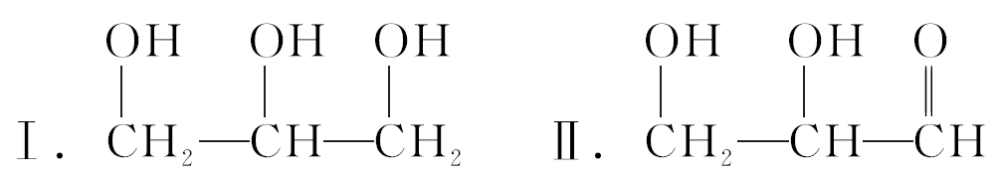 OH OH OH OH OH O
Ⅰ. CH₂—CH—CH₂ Ⅱ. CH₂—CH—CH